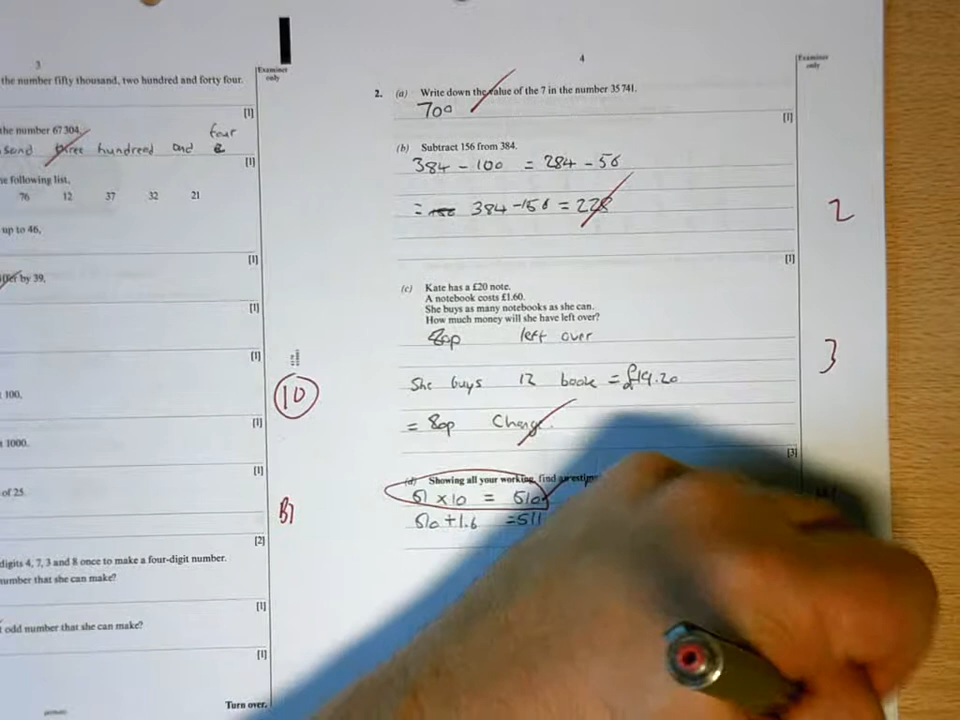 3
the number fifty thousand, two hundred and forty four.
Examiner
only
[1]
the number 67 304.
four
sand three hundred and
[1]
the following list,
76 12 37 32 21
up to 46,
[1]
differ by 39,
[1]
[1]
100.
10
[1]
1000.
[1]
of 25.
B1
[2]
digits 4, 7, 3 and 8 once to make a four-digit number.
number that she can make?
[1]
odd number that she can make?
[1]
Turn over.
4
Examiner
only
2. (a) Write down the value of the 7 in the number 35 741.
700
[1]
(b) Subtract 156 from 384.
384 - 100 = 284 - 56
= 384 - 156 = 228
2
[1]
(c) Kate has a £20 note.
A notebook costs £1.60.
She buys as many notebooks as she can.
How much money will she have left over?
80p left over
3
She buys 12 book = £19.20
= 80p Change.
[3]
(d) Showing all your working, find an estim
51 x 10 = 510
510 + 1.6 = 511